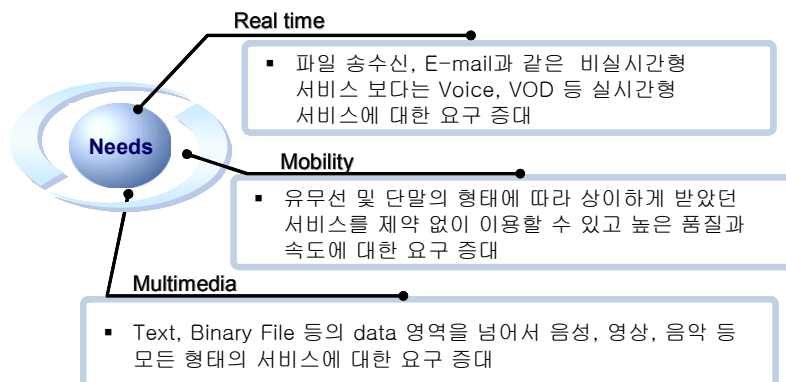 Real time
▪ 파일 송수신, E-mail과 같은 비실시간형
서비스 보다는 Voice, VOD 등 실시간형
서비스에 대한 요구 증대
Needs
Mobility
▪ 유무선 및 단말의 형태에 따라 상이하게 받았던
서비스를 제약 없이 이용할 수 있고 높은 품질과
속도에 대한 요구 증대
Multimedia
▪ Text, Binary File 등의 data 영역을 넘어서 음성, 영상, 음악 등
모든 형태의 서비스에 대한 요구 증대